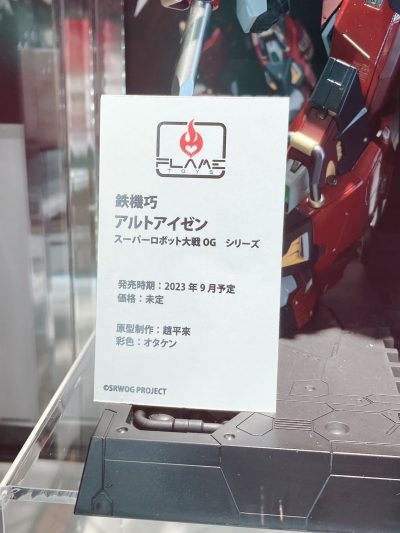 FLAME
TOYS
鉄機巧
アルトアイゼン
スーパーロボット大戦 OG シリーズ
発売時期：2023 年 9 月予定
価格：未定
原型制作：趙平来
彩色：オタケン
©SRWOG PROJECT